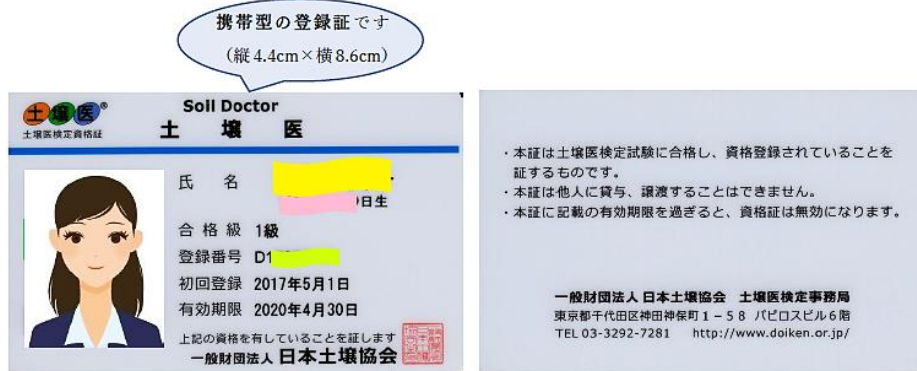 携帯型の登録証です
(縦4.4cm×横8.6cm)
土壌医®
土壌医検定資格証
Soil Doctor
土 壌 医
氏 名
日生
合格級 1級
登録番号 D1
初回登録 2017年5月1日
有効期限 2020年4月30日
上記の資格を有していることを証します
一般財団法人 日本土壌協会
・本証は土壌医検定試験に合格し、資格登録されていることを
証するものです。
・本証は他人に貸与、譲渡することはできません。
・本証に記載の有効期限を過ぎると、資格証は無効になります。
一般財団法人 日本土壌協会 土壌医検定事務局
東京都千代田区神田神保町1-58 パピロスビル6階
TEL 03-3292-7281 http://www.doiken.or.jp/